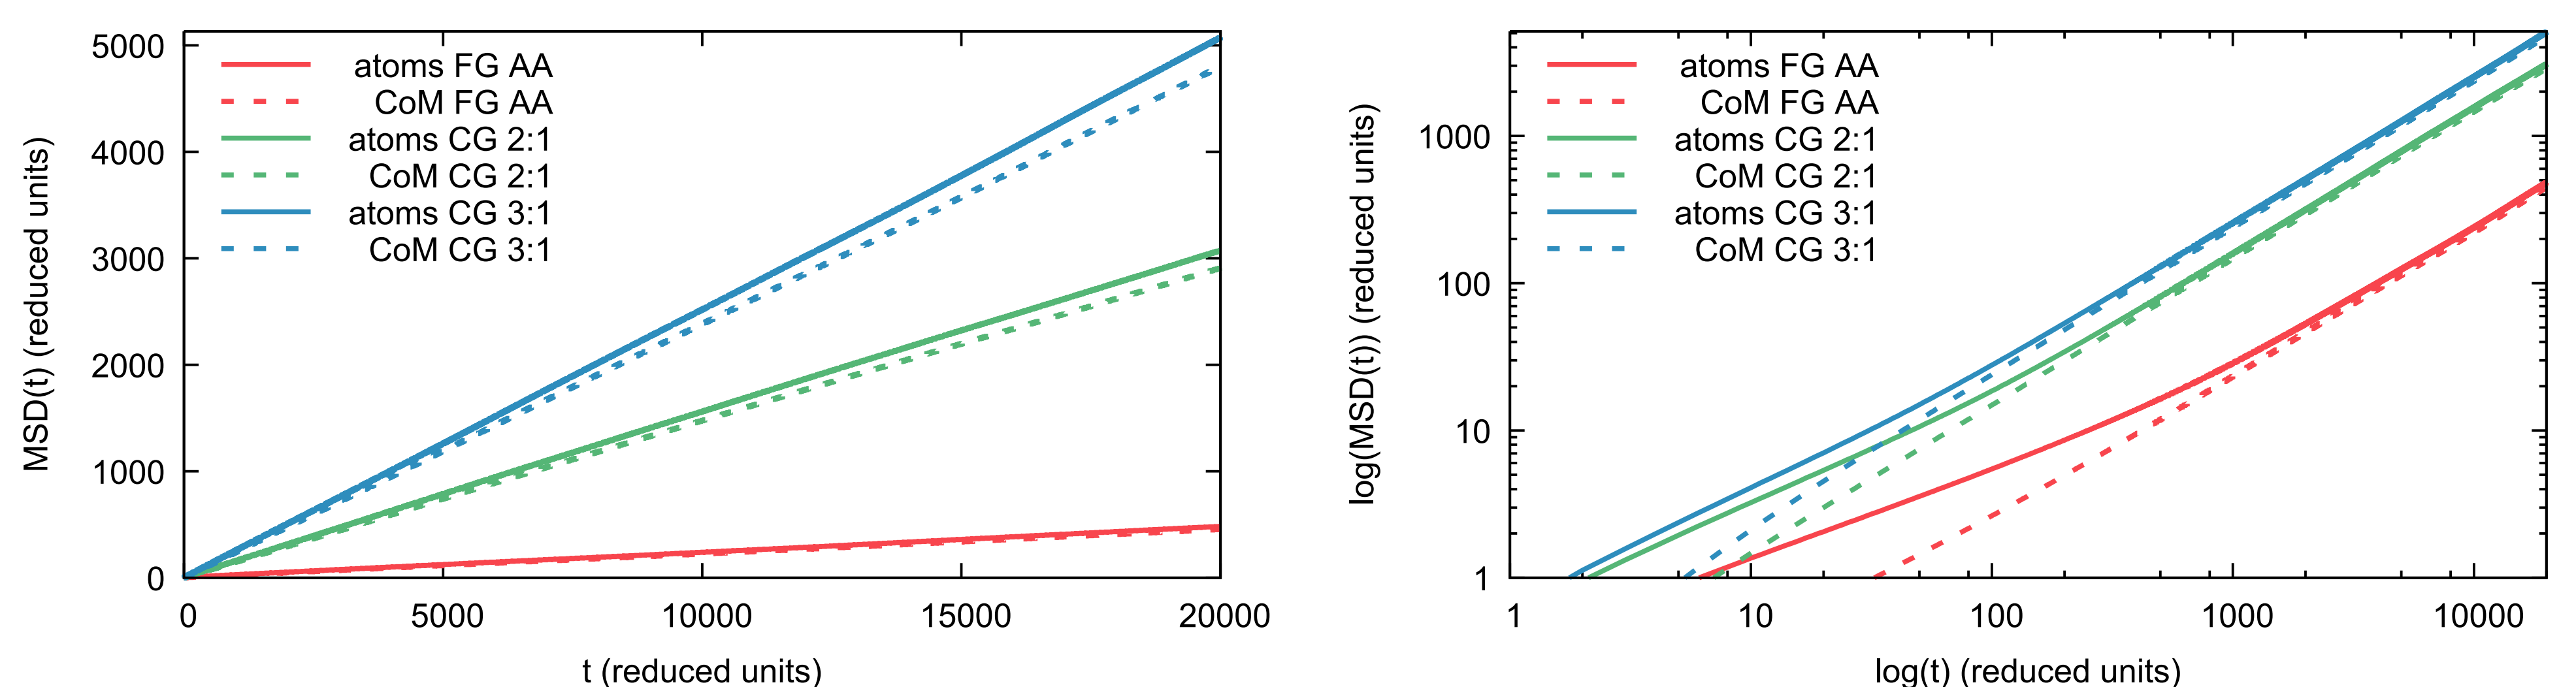 MSD(t) (reduced units)
5000
4000
3000
2000
1000
0
atoms FG AA
CoM FG AA
atoms CG 2:1
CoM CG 2:1
atoms CG 3:1
CoM CG 3:1
0 5000 10000 15000 20000
t (reduced units)
log(MSD(t)) (reduced units)
1000
100
10
1
atoms FG AA
CoM FG AA
atoms CG 2:1
CoM CG 2:1
atoms CG 3:1
CoM CG 3:1
1 10 100 1000 10000
log(t) (reduced units)